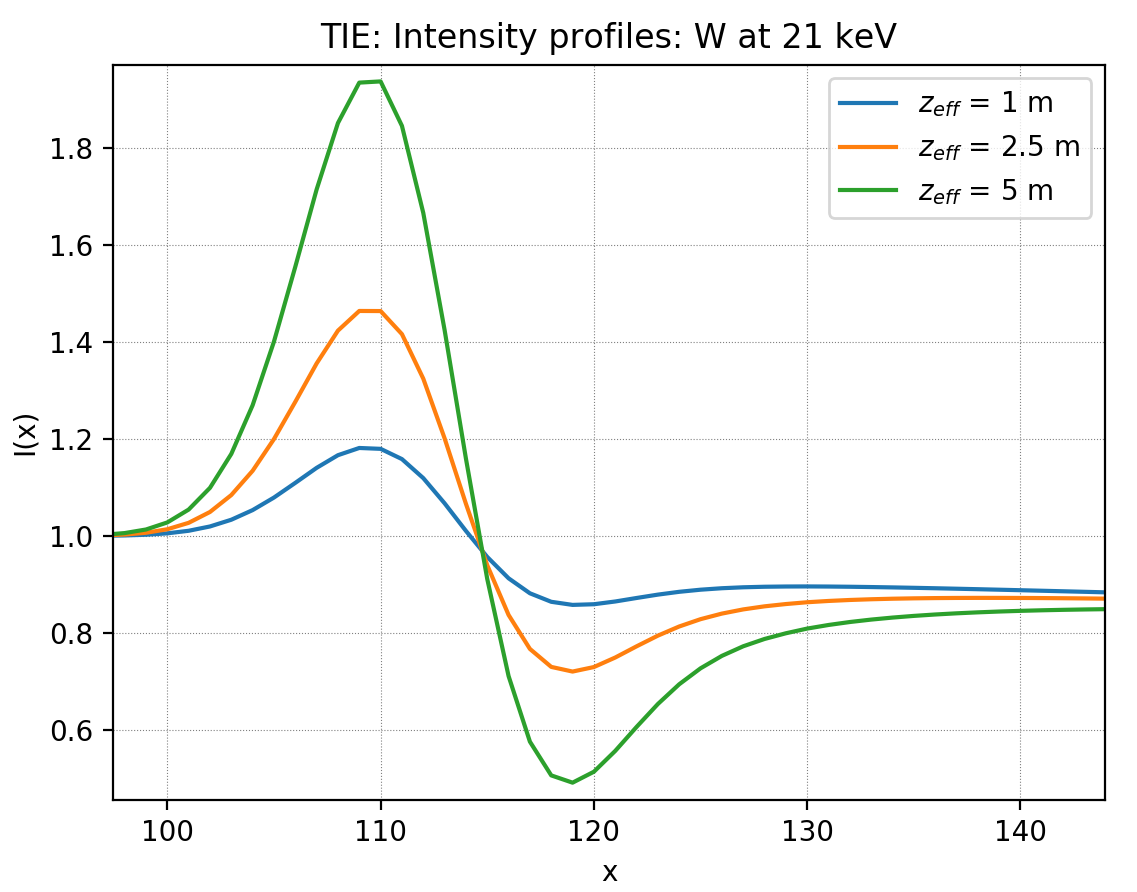 TIE: Intensity profiles: W at 21 keV
z_eff = 1 m
z_eff = 2.5 m
z_eff = 5 m
I(x)
1.8
1.6
1.4
1.2
1.0
0.8
0.6
100 110 120 130 140
x